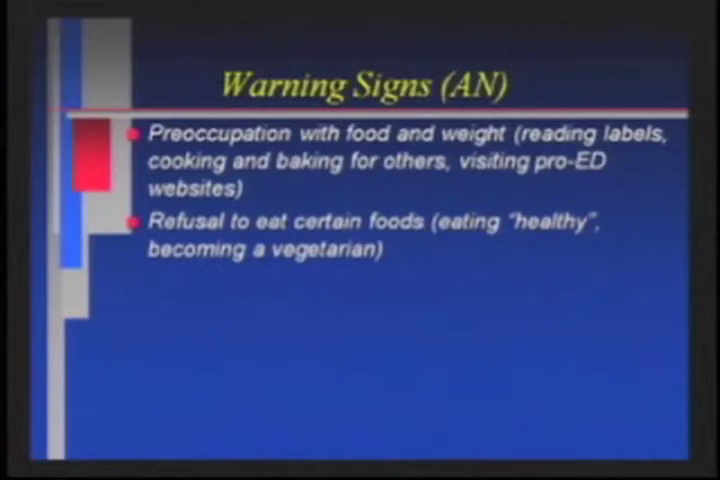 Warning Signs (AN)
Preoccupation with food and weight (reading labels,
cooking and baking for others, visiting pro-ED
websites)
Refusal to eat certain foods (eating "healthy",
becoming a vegetarian)